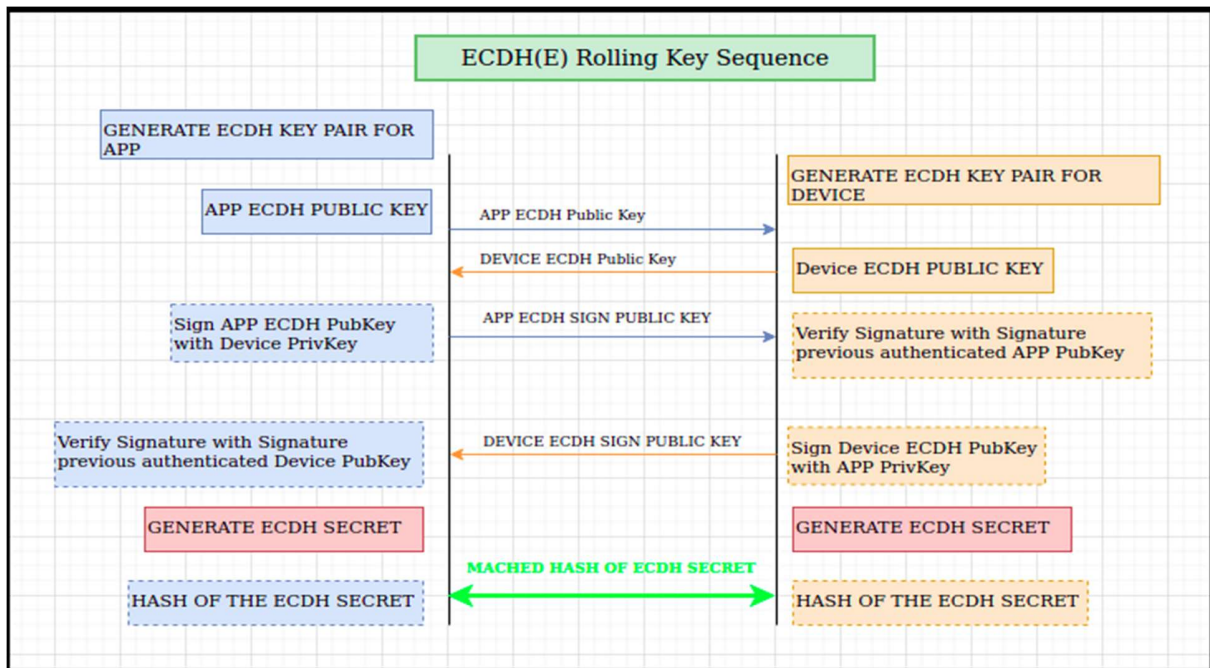 ECDH(E) Rolling Key Sequence
GENERATE ECDH KEY PAIR FOR
APP
GENERATE ECDH KEY PAIR FOR
DEVICE
APP ECDH PUBLIC KEY
APP ECDH Public Key
DEVICE ECDH Public Key
Device ECDH PUBLIC KEY
Sign APP ECDH PubKey
with Device PrivKey
APP ECDH SIGN PUBLIC KEY
Verify Signature with Signature
previous authenticated APP PubKey
Verify Signature with Signature
previous authenticated Device PubKey
DEVICE ECDH SIGN PUBLIC KEY
Sign Device ECDH PubKey
with APP PrivKey
GENERATE ECDH SECRET
GENERATE ECDH SECRET
MACHED HASH OF ECDH SECRET
HASH OF THE ECDH SECRET
HASH OF THE ECDH SECRET